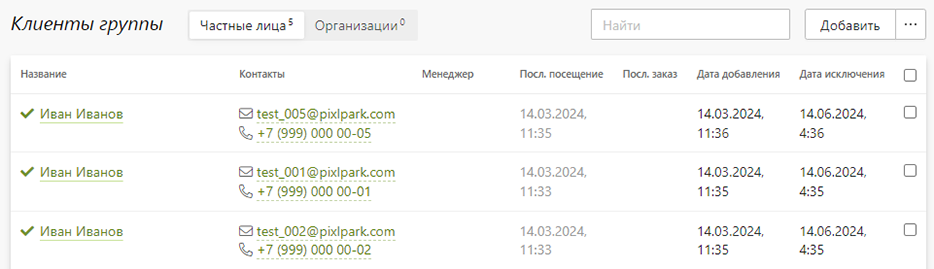 Клиенты группы Частные лица 5 Организации 0 Найти Добавить ...
Название Контакты Менеджер Посл. посещение Посл. заказ Дата добавления Дата исключения
Иван Иванов test_005@pixlpark.com 14.03.2024, 14.03.2024, 14.06.2024,
+7 (999) 000 00-05 11:35 11:36 4:36
Иван Иванов test_001@pixlpark.com 14.03.2024, 14.03.2024, 14.06.2024,
+7 (999) 000 00-01 11:33 11:35 4:35
Иван Иванов test_002@pixlpark.com 14.03.2024, 14.03.2024, 14.06.2024,
+7 (999) 000 00-02 11:33 11:35 4:35